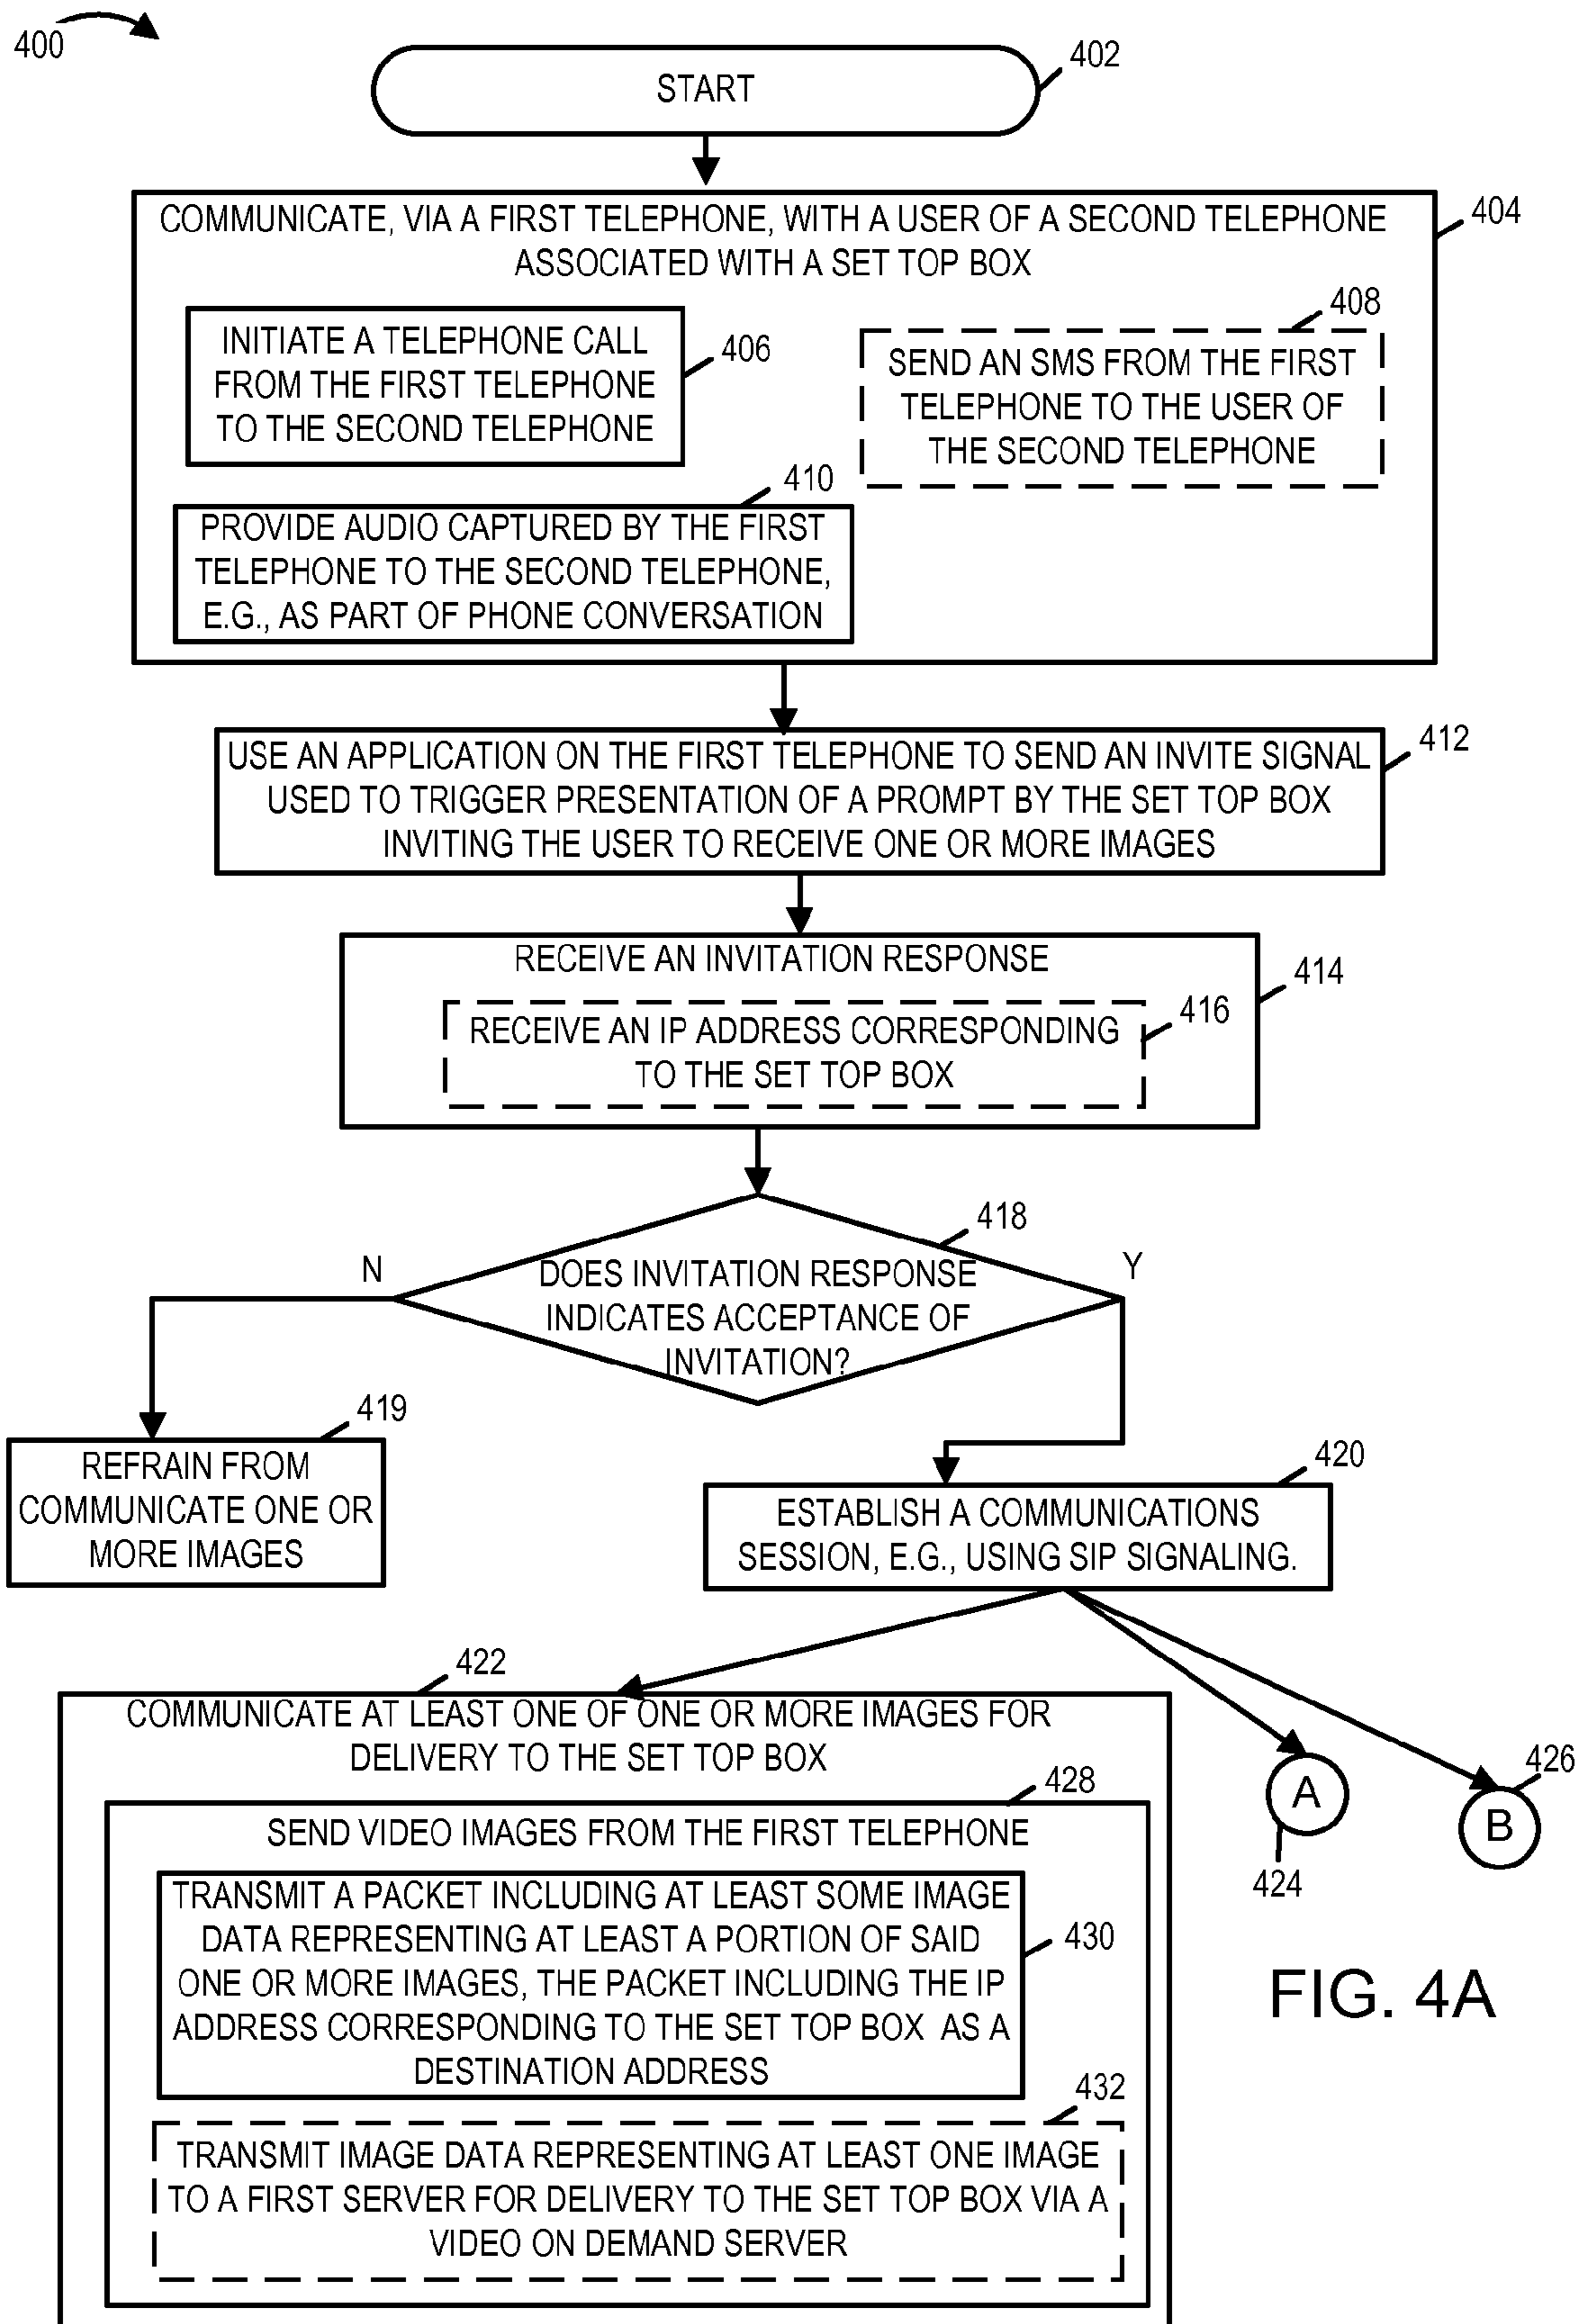 400
START
402
COMMUNICATE, VIA A FIRST TELEPHONE, WITH A USER OF A SECOND TELEPHONE
ASSOCIATED WITH A SET TOP BOX
404
INITIATE A TELEPHONE CALL
FROM THE FIRST TELEPHONE
TO THE SECOND TELEPHONE
406
408
SEND AN SMS FROM THE FIRST
TELEPHONE TO THE USER OF
THE SECOND TELEPHONE
410
PROVIDE AUDIO CAPTURED BY THE FIRST
TELEPHONE TO THE SECOND TELEPHONE,
E.G., AS PART OF PHONE CONVERSATION
USE AN APPLICATION ON THE FIRST TELEPHONE TO SEND AN INVITE SIGNAL
USED TO TRIGGER PRESENTATION OF A PROMPT BY THE SET TOP BOX
INVITING THE USER TO RECEIVE ONE OR MORE IMAGES
412
RECEIVE AN INVITATION RESPONSE
414
RECEIVE AN IP ADDRESS CORRESPONDING
TO THE SET TOP BOX
416
418
N
Y
DOES INVITATION RESPONSE
INDICATES ACCEPTANCE OF
INVITATION?
419
REFRAIN FROM
COMMUNICATE ONE OR
MORE IMAGES
420
ESTABLISH A COMMUNICATIONS
SESSION, E.G., USING SIP SIGNALING.
422
COMMUNICATE AT LEAST ONE OF ONE OR MORE IMAGES FOR
DELIVERY TO THE SET TOP BOX
A
424
426
B
428
SEND VIDEO IMAGES FROM THE FIRST TELEPHONE
TRANSMIT A PACKET INCLUDING AT LEAST SOME IMAGE
DATA REPRESENTING AT LEAST A PORTION OF SAID
ONE OR MORE IMAGES, THE PACKET INCLUDING THE IP
ADDRESS CORRESPONDING TO THE SET TOP BOX AS A
DESTINATION ADDRESS
430
FIG. 4A
432
TRANSMIT IMAGE DATA REPRESENTING AT LEAST ONE IMAGE
TO A FIRST SERVER FOR DELIVERY TO THE SET TOP BOX VIA A
VIDEO ON DEMAND SERVER